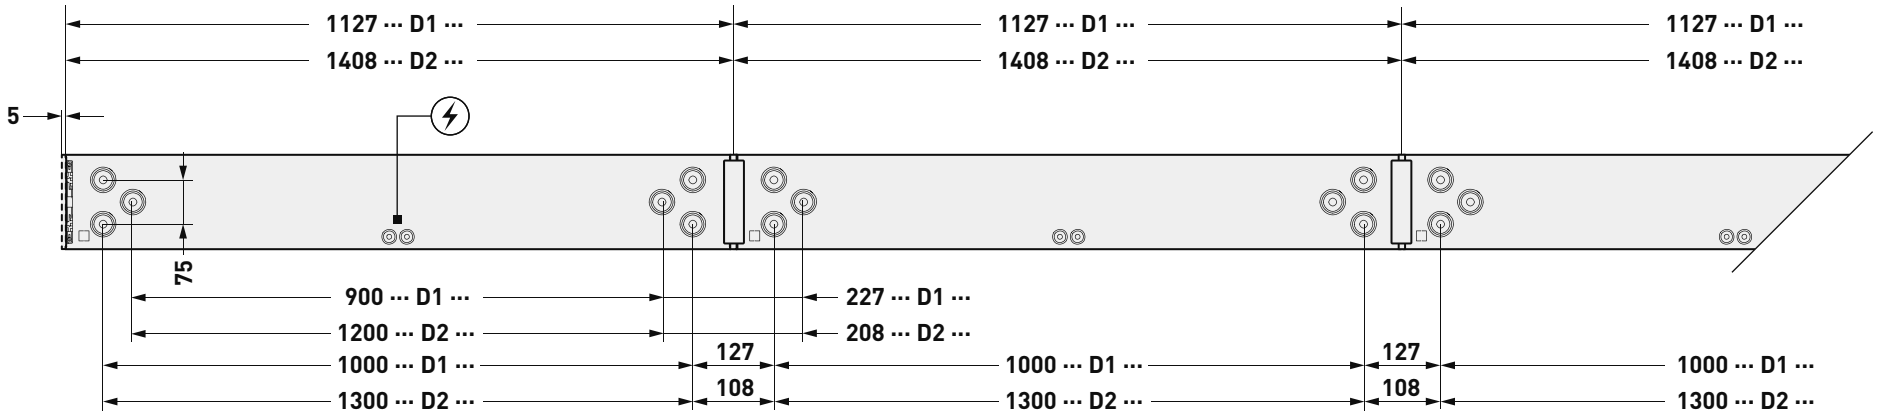 1127 ··· D1 ··· 1127 ··· D1 ··· 1127 ··· D1 ···
1408 ··· D2 ··· 1408 ··· D2 ··· 1408 ··· D2 ···
5
75
900 ··· D1 ··· 227 ··· D1 ···
1200 ··· D2 ··· 208 ··· D2 ···
1000 ··· D1 ··· 127 1000 ··· D1 ··· 127 1000 ··· D1 ···
1300 ··· D2 ··· 108 1300 ··· D2 ··· 108 1300 ··· D2 ···